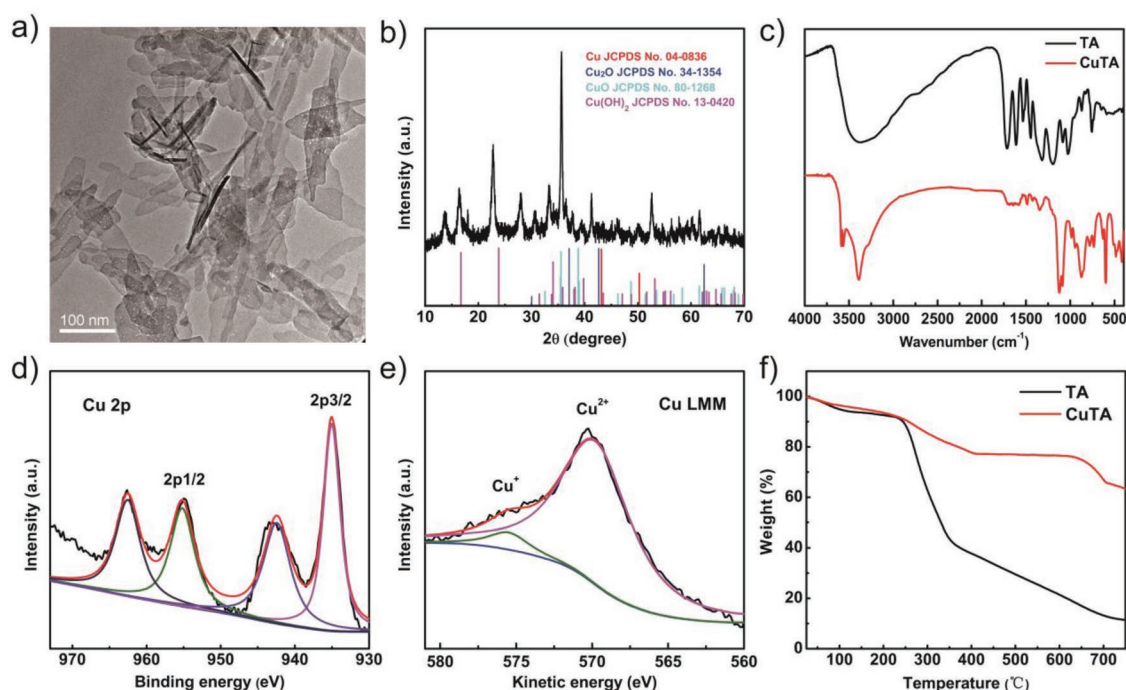 a)
100 nm
b)
Intensity (a.u.)
Cu JCPDS No. 04-0836
Cu₂O JCPDS No. 34-1354
CuO JCPDS No. 80-1268
Cu(OH)₂ JCPDS No. 13-0420
10 20 30 40 50 60 70
2θ (degree)
c)
TA
CuTA
4000 3500 3000 2500 2000 1500 1000 500
Wavenumber (cm⁻¹)
d)
Cu 2p
2p3/2
2p1/2
Intensity (a.u.)
970 960 950 940 930
Binding energy (eV)
e)
Cu LMM
Cu²⁺
Cu⁺
Intensity (a.u.)
580 575 570 565 560
Kinetic energy (eV)
f)
TA
CuTA
Weight (%)
100
80
60
40
20
0
100 200 300 400 500 600 700
Temperature (℃)